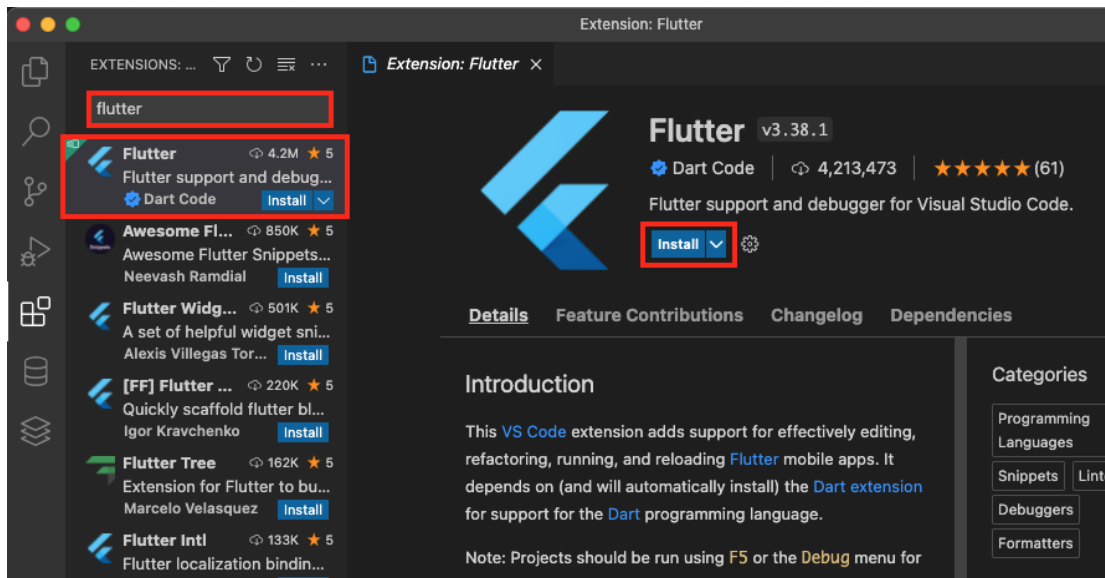 Extension: Flutter
EXTENSIONS: ...
Extension: Flutter
flutter
Flutter 4.2M ★ 5
Flutter support and debug...
Dart Code Install
Awesome Fl... 850K ★ 5
Awesome Flutter Snippets...
Neevash Ramdial Install
Flutter Widg... 501K ★ 5
A set of helpful widget sni...
Alexis Villegas Tor... Install
[FF] Flutter ... 220K ★ 5
Quickly scaffold flutter bl...
Igor Kravchenko Install
Flutter Tree 162K ★ 5
Extension for Flutter to bu...
Marcelo Velasquez Install
Flutter Intl 133K ★ 5
Flutter localization bindin...
Flutter v3.38.1
Dart Code 4,213,473 ★★★★★(61)
Flutter support and debugger for Visual Studio Code.
Install
Details Feature Contributions Changelog Dependencies
Introduction
This VS Code extension adds support for effectively editing,
refactoring, running, and reloading Flutter mobile apps. It
depends on (and will automatically install) the Dart extension
for support for the Dart programming language.
Note: Projects should be run using F5 or the Debug menu for
Categories
Programming
Languages
Snippets Lint
Debuggers
Formatters